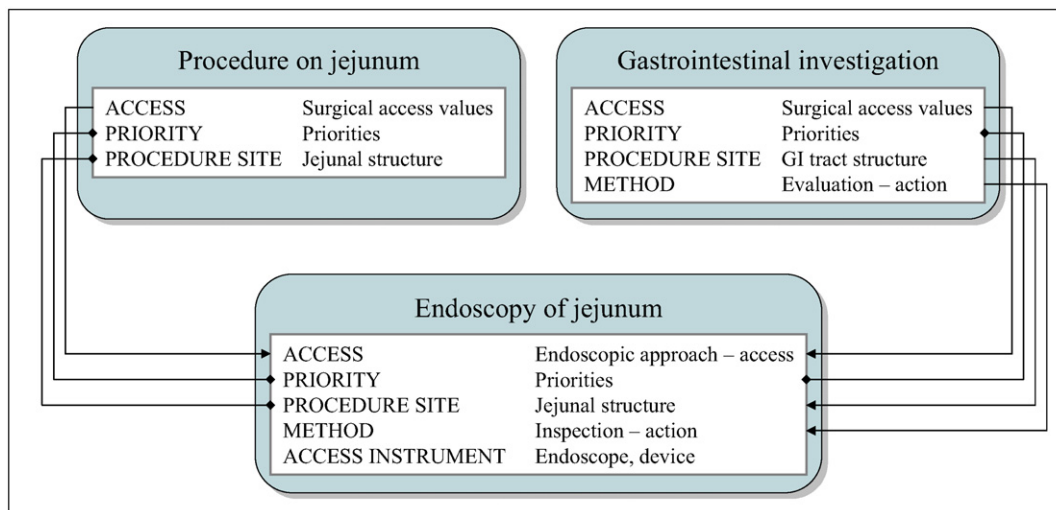 Procedure on jejunum
ACCESS Surgical access values
PRIORITY Priorities
PROCEDURE SITE Jejunal structure
Gastrointestinal investigation
ACCESS Surgical access values
PRIORITY Priorities
PROCEDURE SITE GI tract structure
METHOD Evaluation – action
Endoscopy of jejunum
ACCESS Endoscopic approach – access
PRIORITY Priorities
PROCEDURE SITE Jejunal structure
METHOD Inspection – action
ACCESS INSTRUMENT Endoscope, device